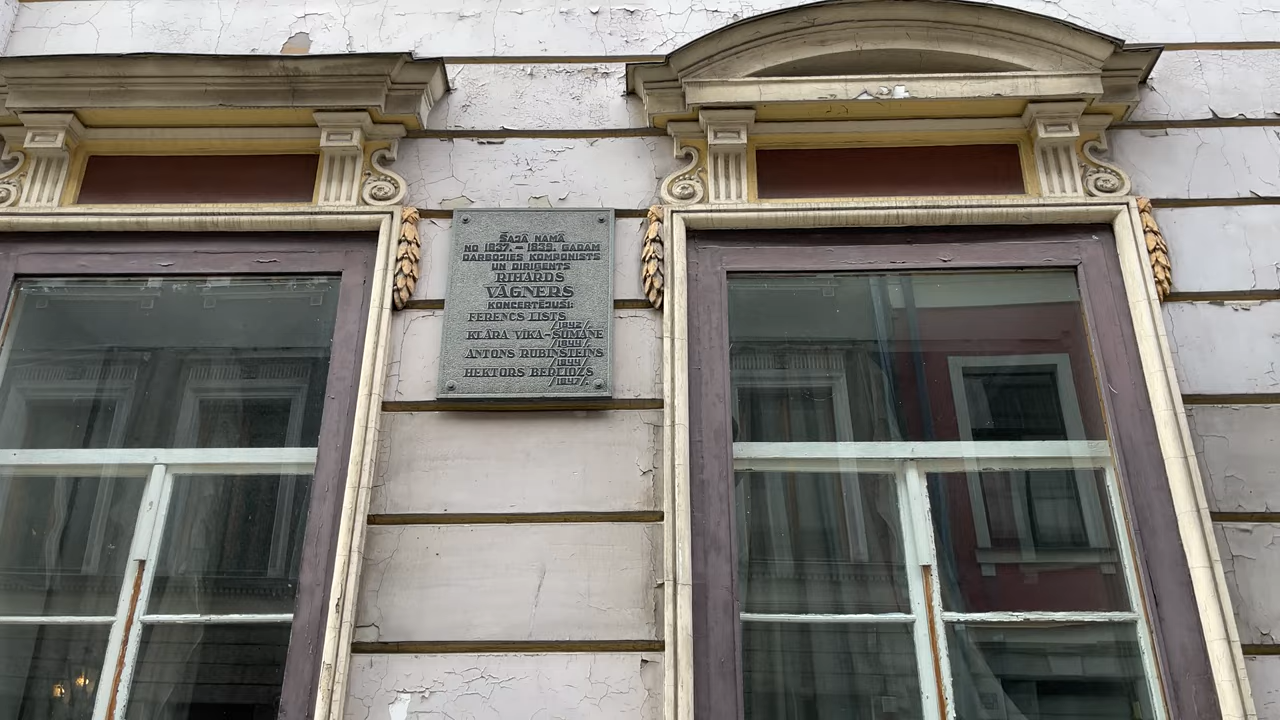 ŠAJĀ NAMĀ
NO 1837. – 1839. GADAM
DARBOJIES KOMPONISTS
UN DIRIĢENTS
RIHARDS
VĀGNERS
KONCERTĒJUŠI:
FERENCS LISTS
/1842/
KLĀRA VĪKA-ŠŪMANE
/1844/
ANTONS RUBINŠTEINS
/1844/
HEKTORS BERLIOZS
/1847/.